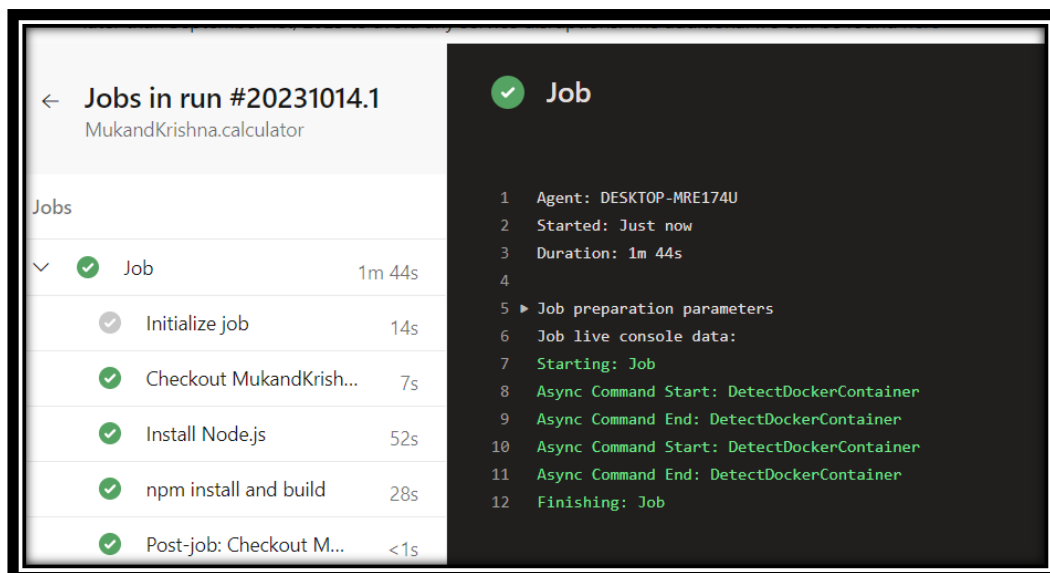 Jobs in run #20231014.1
MukandKrishna.calculator
Jobs
Job 1m 44s
Initialize job 14s
Checkout MukandKrish... 7s
Install Node.js 52s
npm install and build 28s
Post-job: Checkout M... <1s
Job
1 Agent: DESKTOP-MRE174U
2 Started: Just now
3 Duration: 1m 44s
4
5 Job preparation parameters
6 Job live console data:
7 Starting: Job
8 Async Command Start: DetectDockerContainer
9 Async Command End: DetectDockerContainer
10 Async Command Start: DetectDockerContainer
11 Async Command End: DetectDockerContainer
12 Finishing: Job